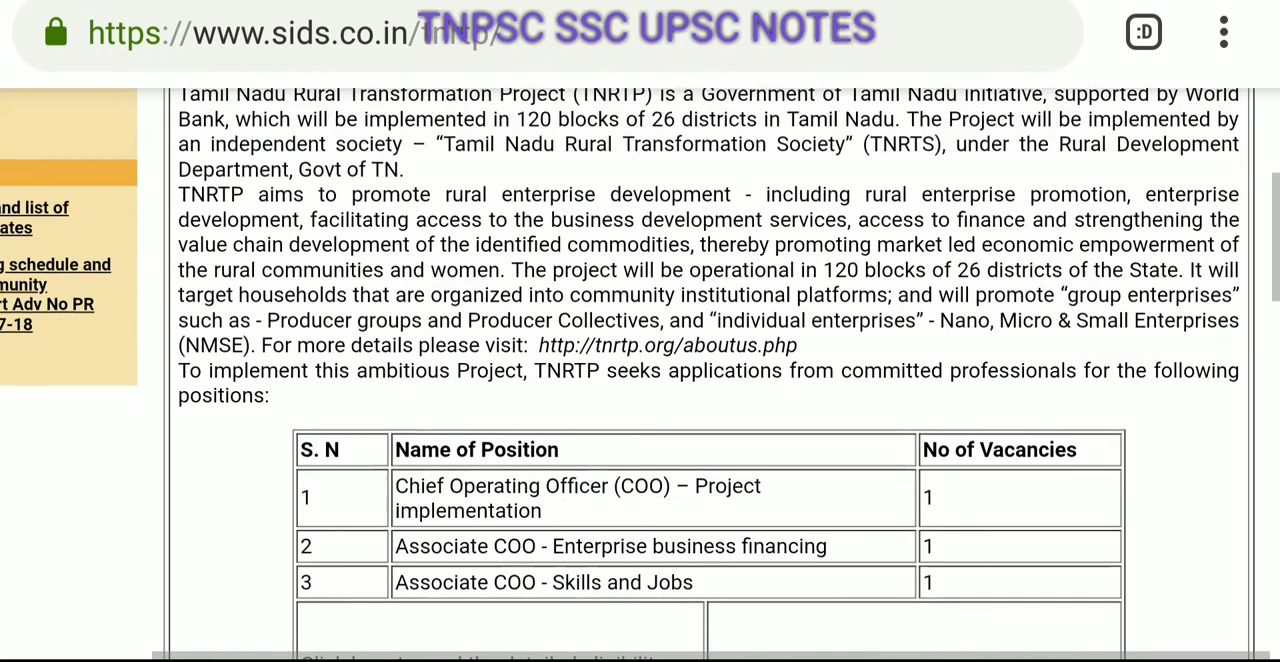 https://www.sids.co.in/tnrtp/
TNPSC SSC UPSC NOTES
:D
Tamil Nadu Rural Transformation Project (TNRTP) is a Government of Tamil Nadu initiative, supported by World
Bank, which will be implemented in 120 blocks of 26 districts in Tamil Nadu. The Project will be implemented by
an independent society – “Tamil Nadu Rural Transformation Society” (TNRTS), under the Rural Development
Department, Govt of TN.
TNRTP aims to promote rural enterprise development - including rural enterprise promotion, enterprise
development, facilitating access to the business development services, access to finance and strengthening the
value chain development of the identified commodities, thereby promoting market led economic empowerment of
the rural communities and women. The project will be operational in 120 blocks of 26 districts of the State. It will
target households that are organized into community institutional platforms; and will promote “group enterprises”
such as - Producer groups and Producer Collectives, and “individual enterprises” - Nano, Micro & Small Enterprises
(NMSE). For more details please visit: http://tnrtp.org/aboutus.php
To implement this ambitious Project, TNRTP seeks applications from committed professionals for the following
positions:
and list of
ates
g schedule and
munity
rt Adv No PR
7-18
S. N Name of Position No of Vacancies
1 Chief Operating Officer (COO) – Project
implementation 1
2 Associate COO - Enterprise business financing 1
3 Associate COO - Skills and Jobs 1